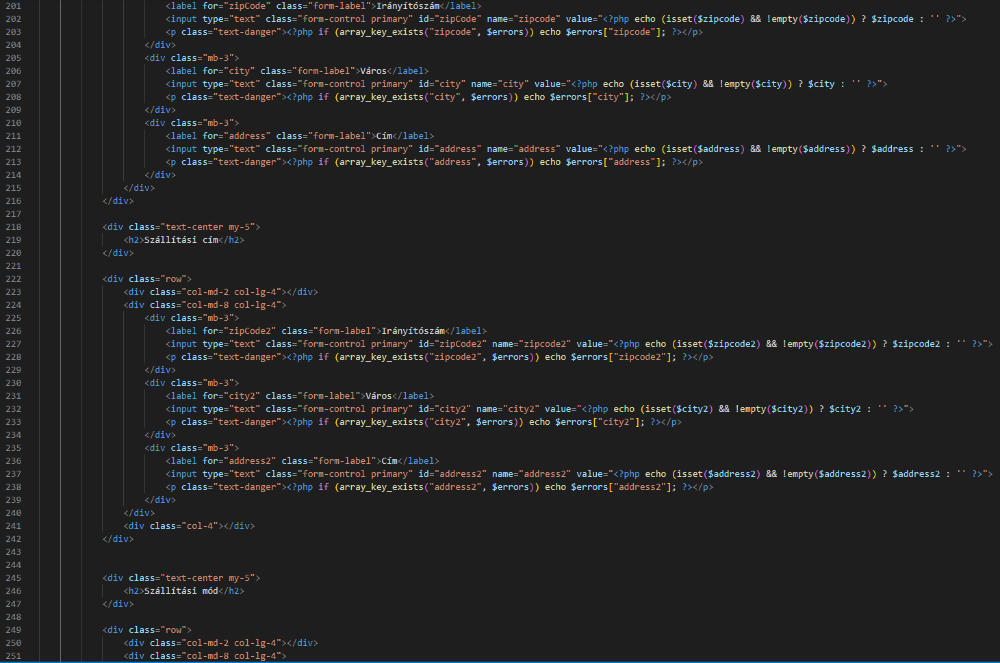 201 <label for="zipCode" class="form-label">Irányítószám</label>
202 <input type="text" class="form-control primary" id="zipCode" name="zipcode" value="<?php echo (isset($zipcode) && !empty($zipcode)) ? $zipcode : '' ?>">
203 <p class="text-danger"><?php if (array_key_exists("zipcode", $errors)) echo $errors["zipcode"]; ?></p>
204 </div>
205 <div class="mb-3">
206 <label for="city" class="form-label">Város</label>
207 <input type="text" class="form-control primary" id="city" name="city" value="<?php echo (isset($city) && !empty($city)) ? $city : '' ?>">
208 <p class="text-danger"><?php if (array_key_exists("city", $errors)) echo $errors["city"]; ?></p>
209 </div>
210 <div class="mb-3">
211 <label for="address" class="form-label">Cím</label>
212 <input type="text" class="form-control primary" id="address" name="address" value="<?php echo (isset($address) && !empty($address)) ? $address : '' ?>">
213 <p class="text-danger"><?php if (array_key_exists("address", $errors)) echo $errors["address"]; ?></p>
214 </div>
215 </div>
216 </div>
217
218 <div class="text-center my-5">
219 <h2>Szállítási cím</h2>
220 </div>
221
222 <div class="row">
223 <div class="col-md-2 col-lg-4"></div>
224 <div class="col-md-8 col-lg-4">
225 <div class="mb-3">
226 <label for="zipCode2" class="form-label">Irányítószám</label>
227 <input type="text" class="form-control primary" id="zipCode2" name="zipcode2" value="<?php echo (isset($zipcode2) && !empty($zipcode2)) ? $zipcode2 : '' ?>">
228 <p class="text-danger"><?php if (array_key_exists("zipcode2", $errors)) echo $errors["zipcode2"]; ?></p>
229 </div>
230 <div class="mb-3">
231 <label for="city2" class="form-label">Város</label>
232 <input type="text" class="form-control primary" id="city2" name="city2" value="<?php echo (isset($city2) && !empty($city2)) ? $city2 : '' ?>">
233 <p class="text-danger"><?php if (array_key_exists("city2", $errors)) echo $errors["city2"]; ?></p>
234 </div>
235 <div class="mb-3">
236 <label for="address2" class="form-label">Cím</label>
237 <input type="text" class="form-control primary" id="address2" name="address2" value="<?php echo (isset($address2) && !empty($address2)) ? $address2 : '' ?>">
238 <p class="text-danger"><?php if (array_key_exists("address2", $errors)) echo $errors["address2"]; ?></p>
239 </div>
240 </div>
241 <div class="col-4"></div>
242 </div>
243
244
245 <div class="text-center my-5">
246 <h2>Szállítási mód</h2>
247 </div>
248
249 <div class="row">
250 <div class="col-md-2 col-lg-4"></div>
251 <div class="col-md-8 col-lg-4">